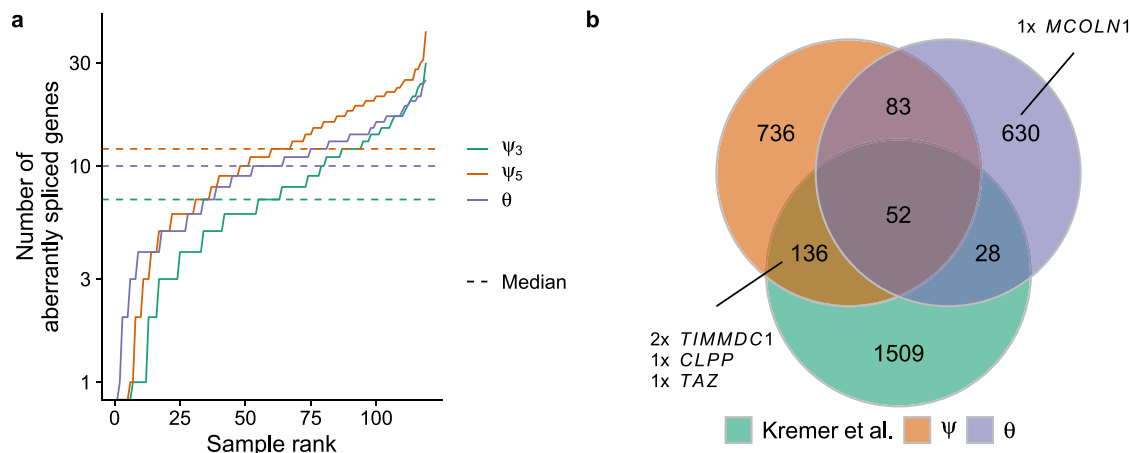 a
Number of
aberrantly spliced genes
30
10
3
1
0
25
50
75
100
Sample rank
ψ3
ψ5
θ
Median
b
1x MCOLN1
83
736
630
52
136
28
2x TIMMDC1
1x CLPP
1x TAZ
1509
Kremer et al.
ψ
θ